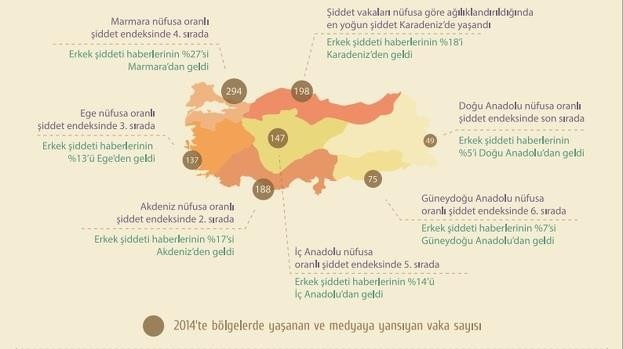 Marmara nüfusa oranlı
şiddet endeksinde 4. sırada
Erkek şiddeti haberlerinin %27'si
Marmara'dan geldi
Şiddet vakaları nüfusa göre ağılıklandırıldığında
en yoğun şiddet Karadeniz'de yaşandı
Erkek şiddeti haberlerinin %18'i
Karadeniz'den geldi
294
198
Ege nüfusa oranlı
şiddet endeksinde 3. sırada
Erkek şiddeti haberlerinin
%13'ü Ege'den geldi
Doğu Anadolu nüfusa oranlı
şiddet endeksinde son sırada
Erkek şiddeti haberlerinin
%5'i Doğu Anadolu'dan geldi
147
49
137
188
75
Akdeniz nüfusa oranlı
şiddet endeksinde 2. sırada
Erkek şiddeti haberlerinin %17'si
Akdeniz'den geldi
Güneydoğu Anadolu nüfusa
oranlı şiddet endeksinde 6. sırada
Erkek şiddeti haberlerinin %7'si
Güneydoğu Anadolu'dan geldi
İç Anadolu nüfusa
oranlı şiddet endeksinde 5. sırada
Erkek şiddeti haberlerinin %14'ü
İç Anadolu'dan geldi
2014'te bölgelerde yaşanan ve medyaya yansıyan vaka sayısı